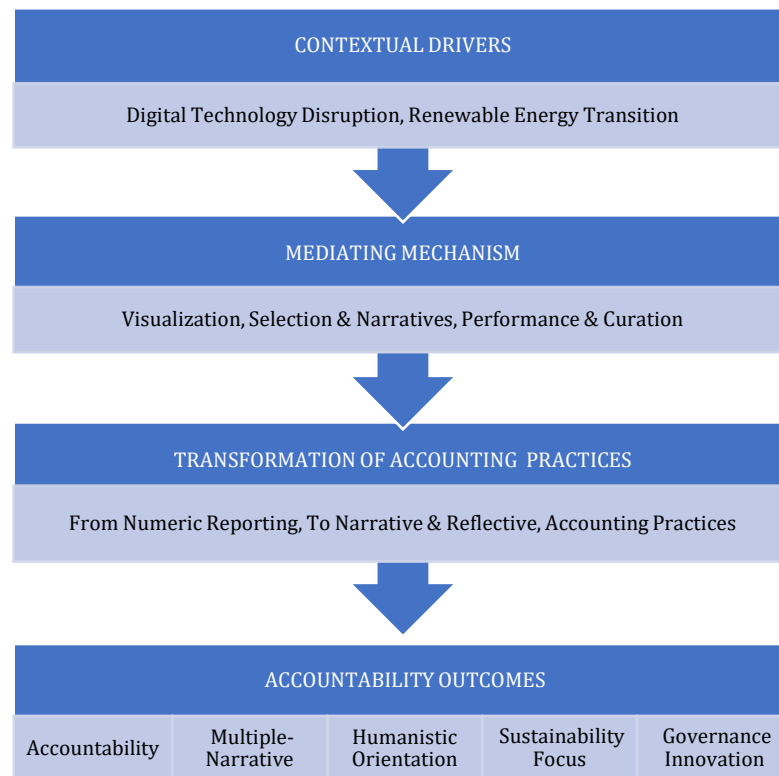 CONTEXTUAL DRIVERS
Digital Technology Disruption, Renewable Energy Transition
MEDIATING MECHANISM
Visualization, Selection & Narratives, Performance & Curation
TRANSFORMATION OF ACCOUNTING PRACTICES
From Numeric Reporting, To Narrative & Reflective, Accounting Practices
ACCOUNTABILITY OUTCOMES
Accountability
Multiple-
Narrative
Humanistic
Orientation
Sustainability
Focus
Governance
Innovation